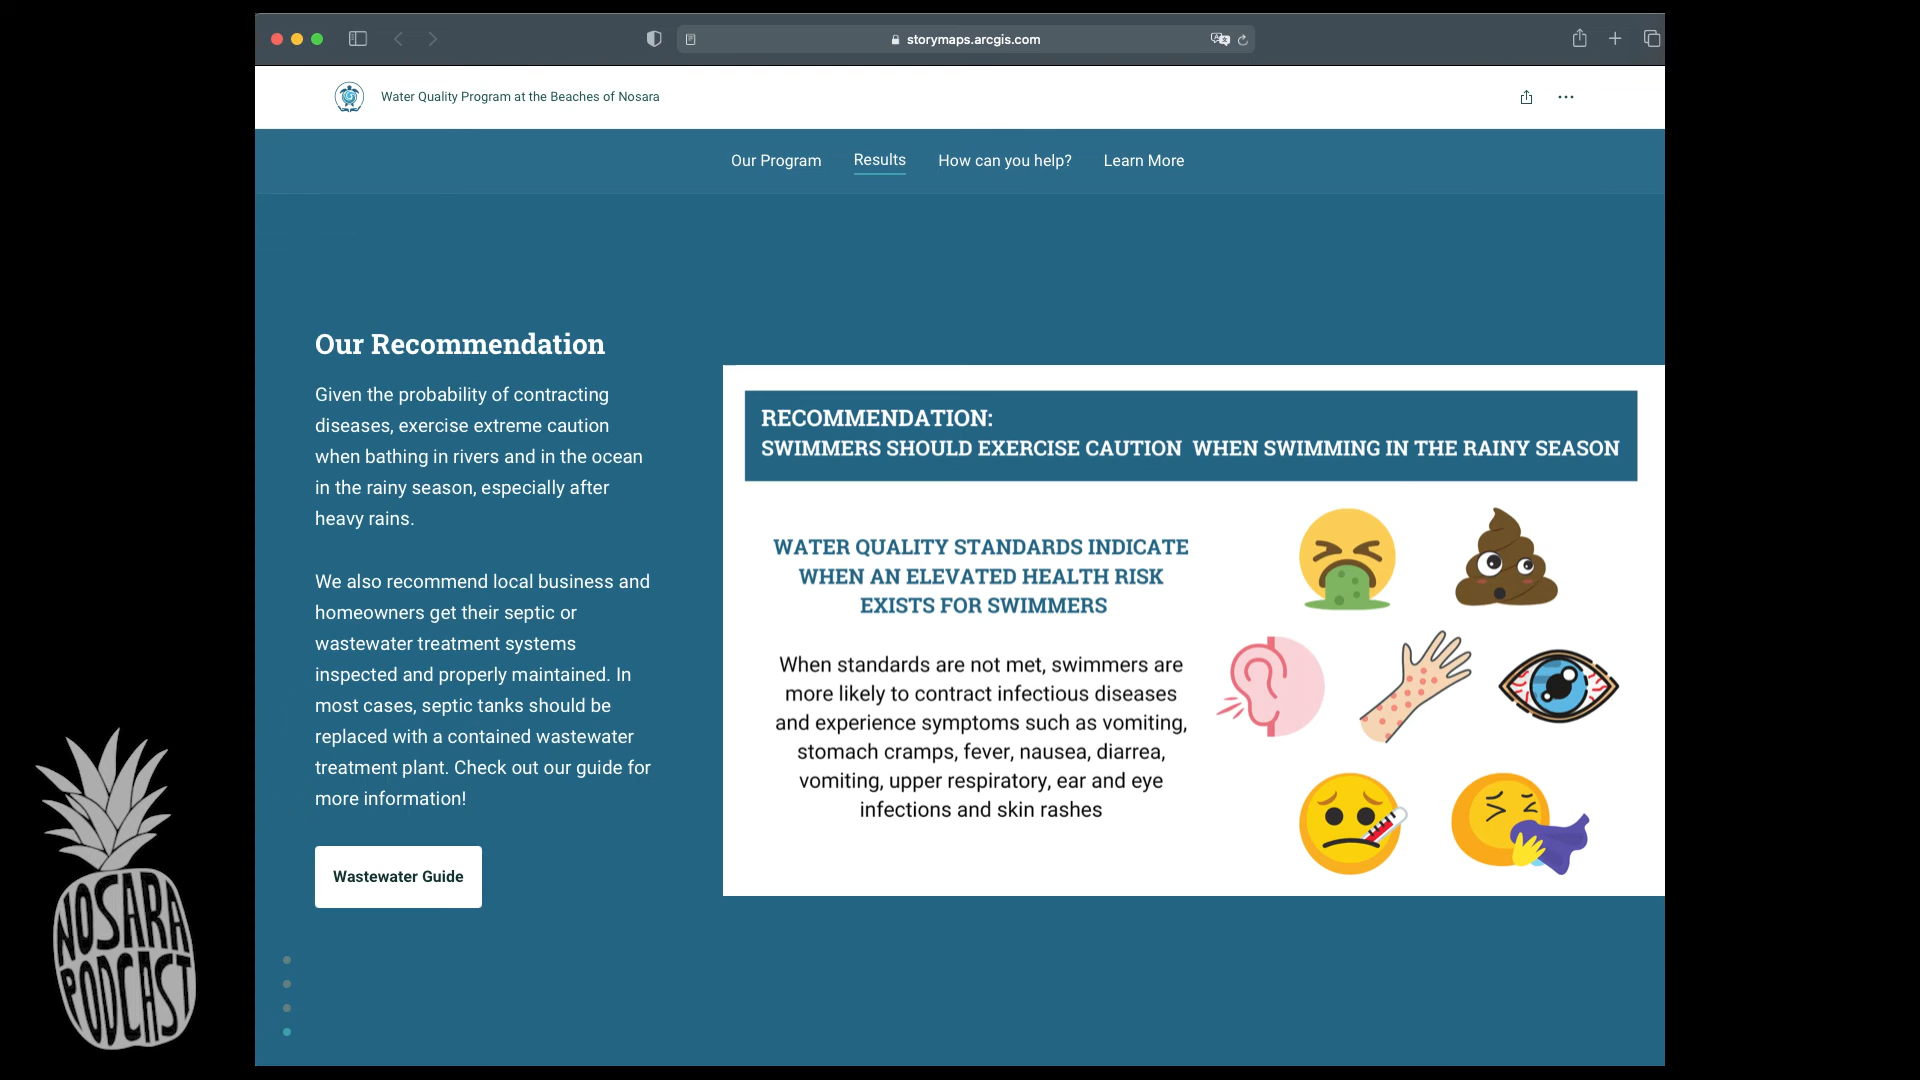 storymaps.arcgis.com
Water Quality Program at the Beaches of Nosara
Our Program
Results
How can you help?
Learn More
Our Recommendation
Given the probability of contracting
diseases, exercise extreme caution
when bathing in rivers and in the ocean
in the rainy season, especially after
heavy rains.
We also recommend local business and
homeowners get their septic or
wastewater treatment systems
inspected and properly maintained. In
most cases, septic tanks should be
replaced with a contained wastewater
treatment plant. Check out our guide for
more information!
Wastewater Guide
RECOMMENDATION:
SWIMMERS SHOULD EXERCISE CAUTION WHEN SWIMMING IN THE RAINY SEASON
WATER QUALITY STANDARDS INDICATE
WHEN AN ELEVATED HEALTH RISK
EXISTS FOR SWIMMERS
When standards are not met, swimmers are
more likely to contract infectious diseases
and experience symptoms such as vomiting,
stomach cramps, fever, nausea, diarrea,
vomiting, upper respiratory, ear and eye
infections and skin rashes
NOSARA
PODCAST